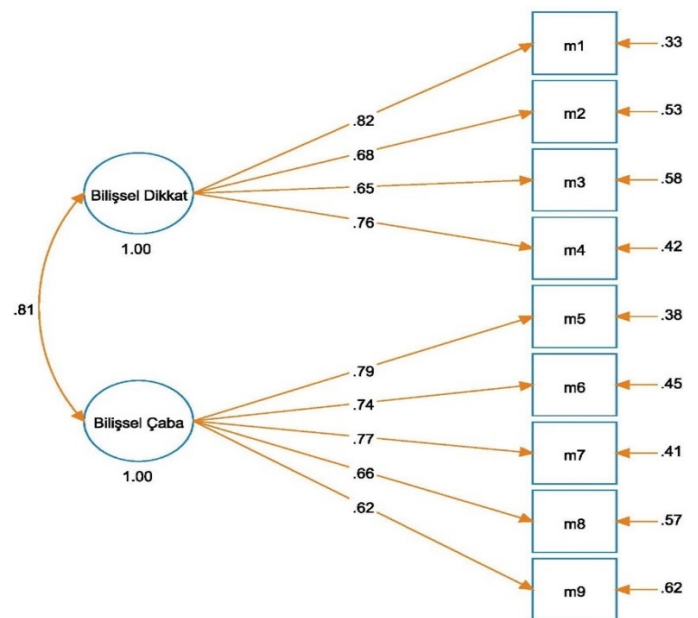 m1
.33
.82
m2
.53
.68
Bilişsel Dikkat
m3
.58
.65
1.00
m4
.42
.76
.81
m5
.38
.79
m6
.45
.74
Bilişsel Çaba
m7
.41
.77
1.00
m8
.57
.66
m9
.62
.62